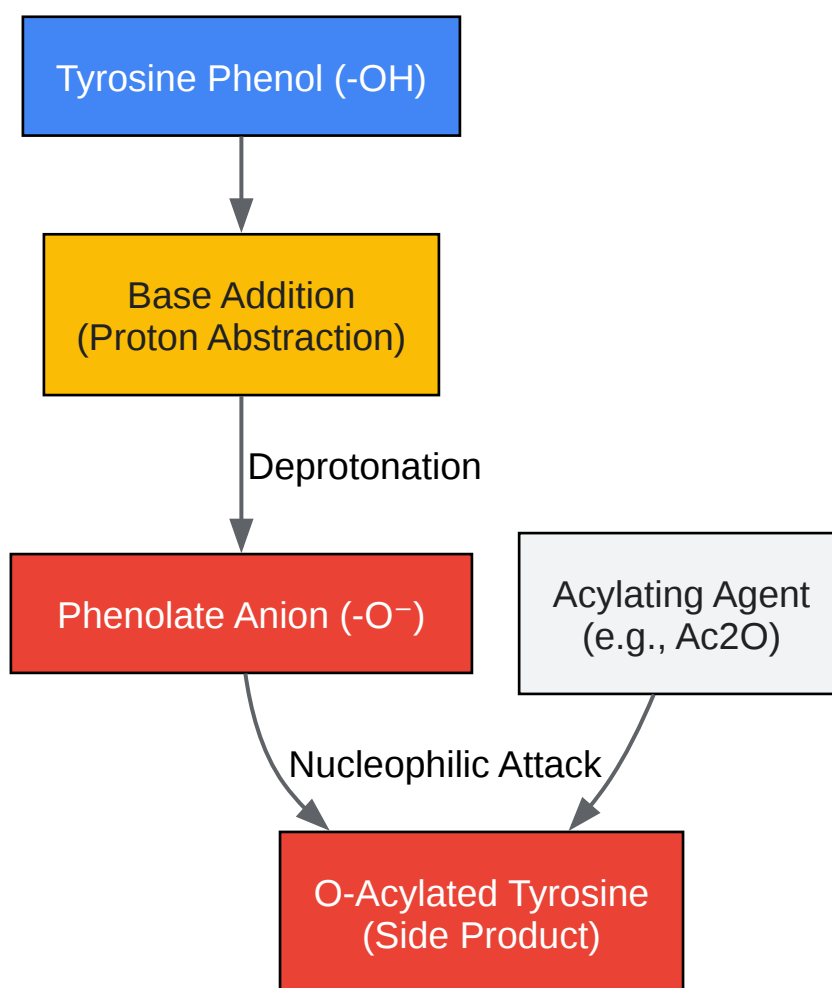 Tyrosine Phenol (-OH)
Base Addition
(Proton Abstraction)
Deprotonation
Phenolate Anion (-O⁻)
Acylating Agent
(e.g., Ac2O)
Nucleophilic Attack
O-Acylated Tyrosine
(Side Product)